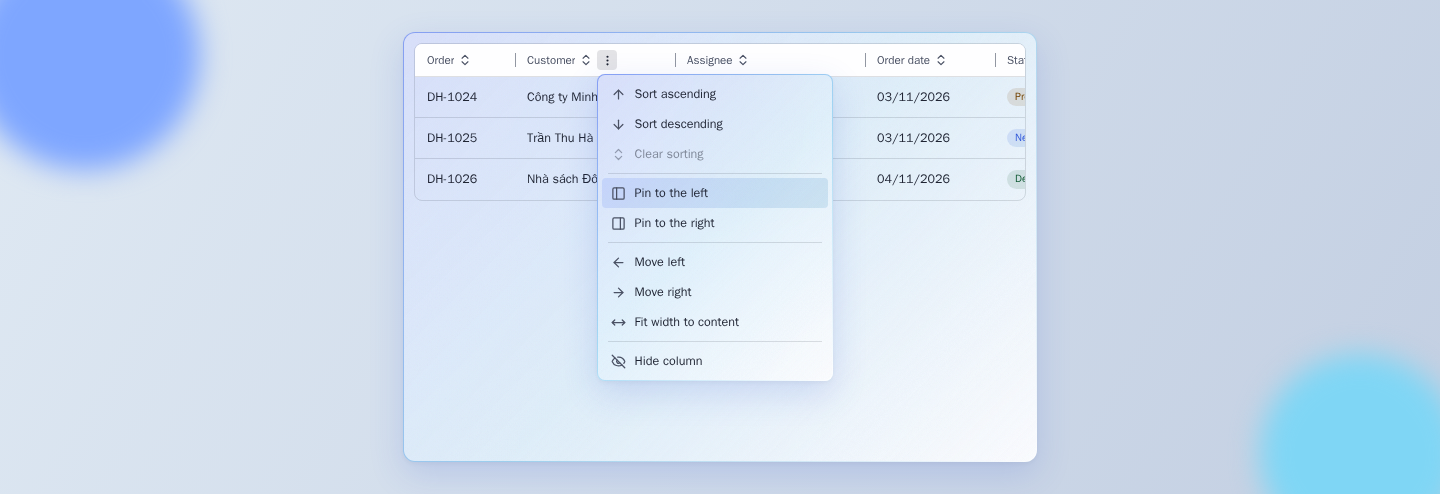 Order Customer Assignee Order date
DH-1024 Công ty Minh 03/11/2026
DH-1025 Trần Thu Hà 03/11/2026
DH-1026 Nhà sách 04/11/2026
Sort ascending
Sort descending
Clear sorting
Pin to the left
Pin to the right
Move left
Move right
Fit width to content
Hide column